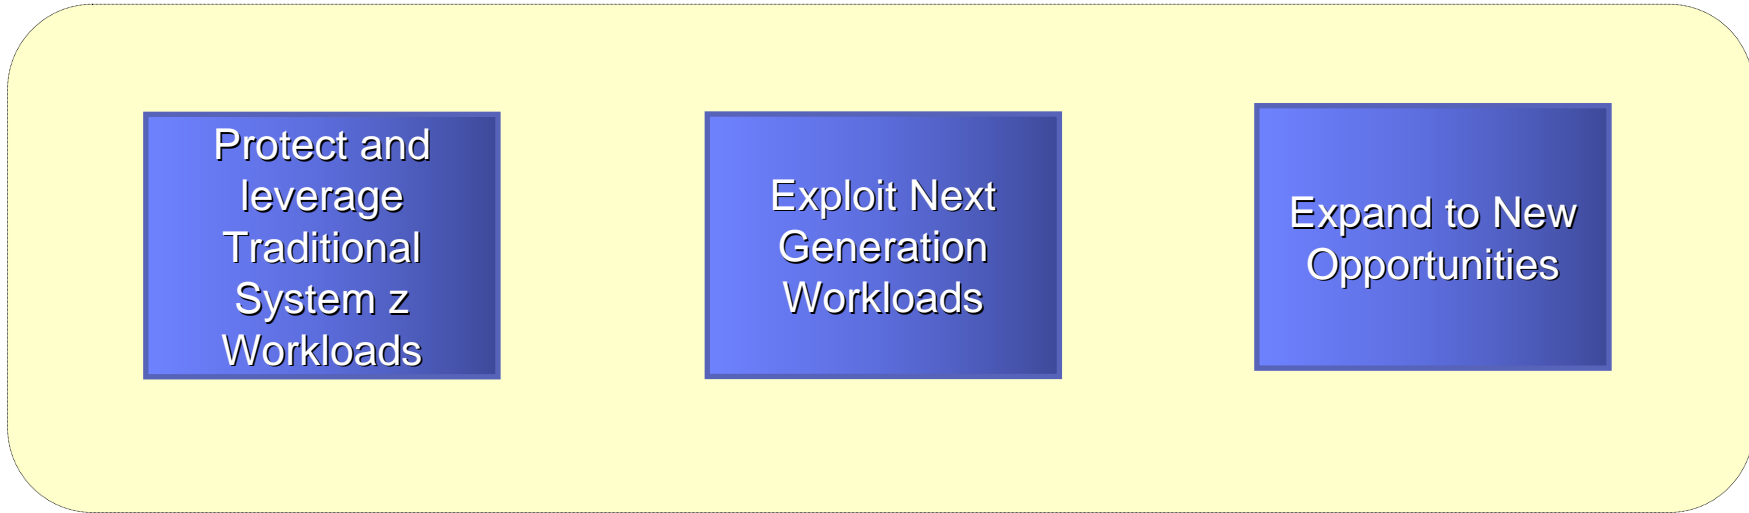 Protect and
leverage
Traditional
System z
Workloads
Exploit Next
Generation
Workloads
Expand to New
Opportunities